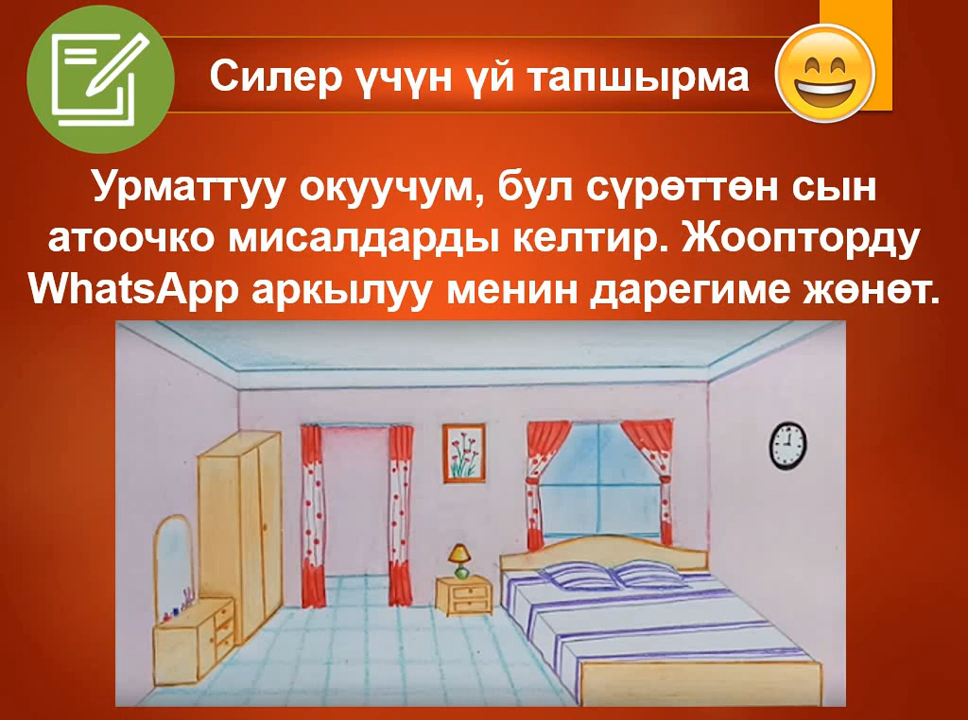 Силер үчүн үй тапшырма
Урматтуу окуучум, бул сүрөттөн сын
атоочко мисалдарды келтир. Жоопторду
WhatsApp аркылуу менин дарегиме жөнөт.